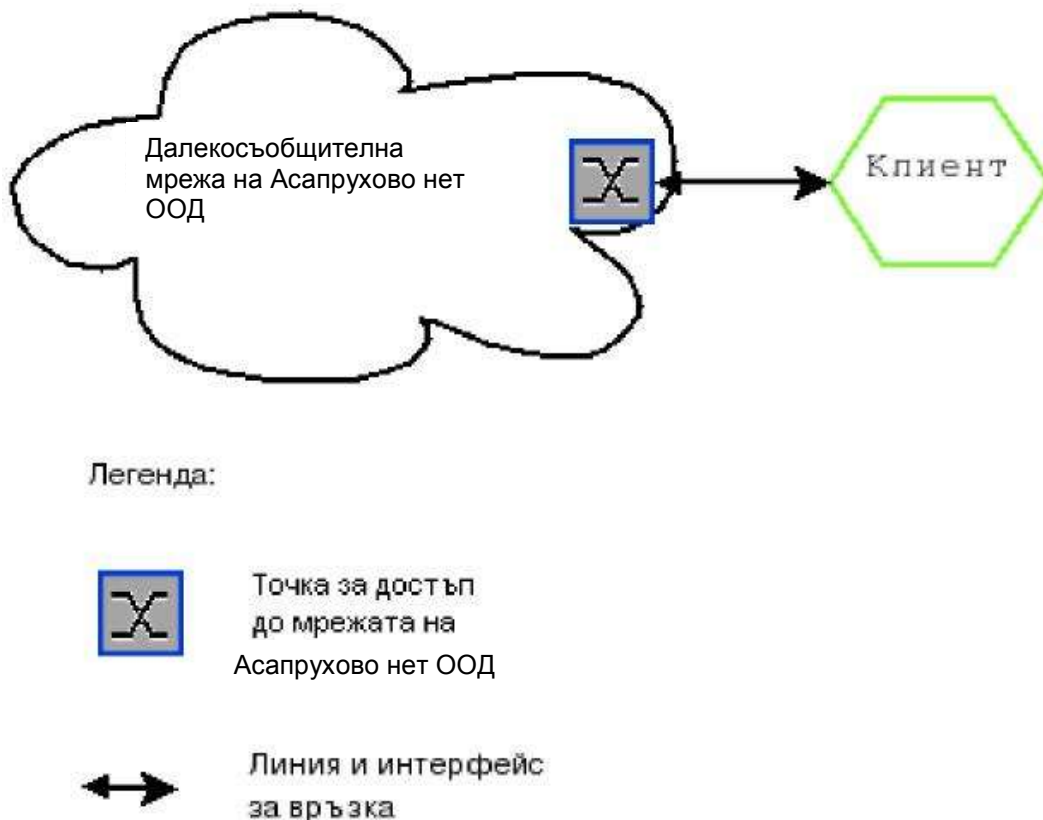 Далекосъобщителна
мрежа на Асапрухово нет
ООД
Клиент
Легенда:
Точка за достъп
до мрежата на
Асапрухово нет ООД
Линия и интерфейс
за връзка